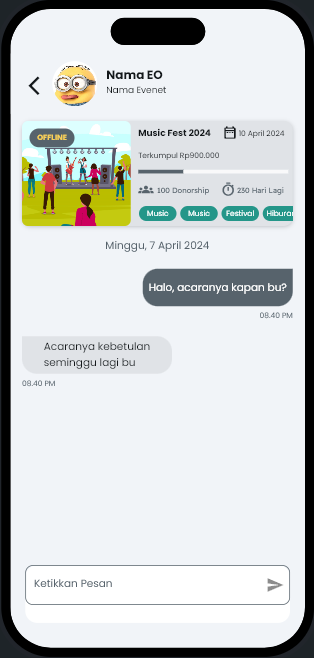 Nama EO
Nama Evenet
OFFLINE
Music Fest 2024
10 April 2024
Terkumpul Rp900.000
100 Donorship
230 Hari Lagi
Music
Music
Festival
Hibura
Minggu, 7 April 2024
Halo, acaranya kapan bu?
08.40 PM
Acaranya kebetulan
seminggu lagi bu
08.40 PM
Ketikkan Pesan